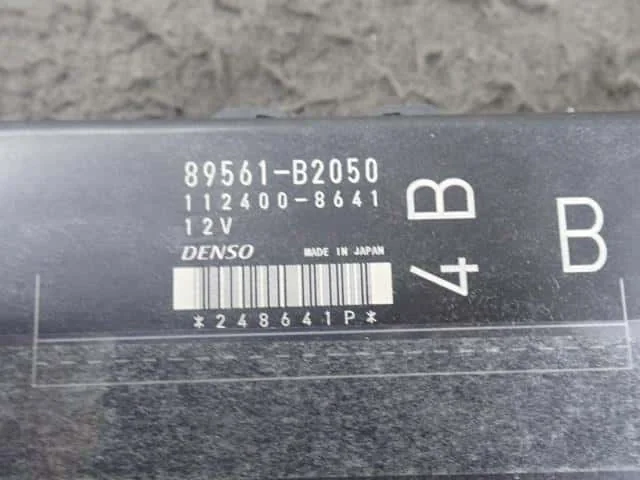 89561-B2050
112400-8641
12V
DENSO MADE IN JAPAN
*248641P*
4B
B